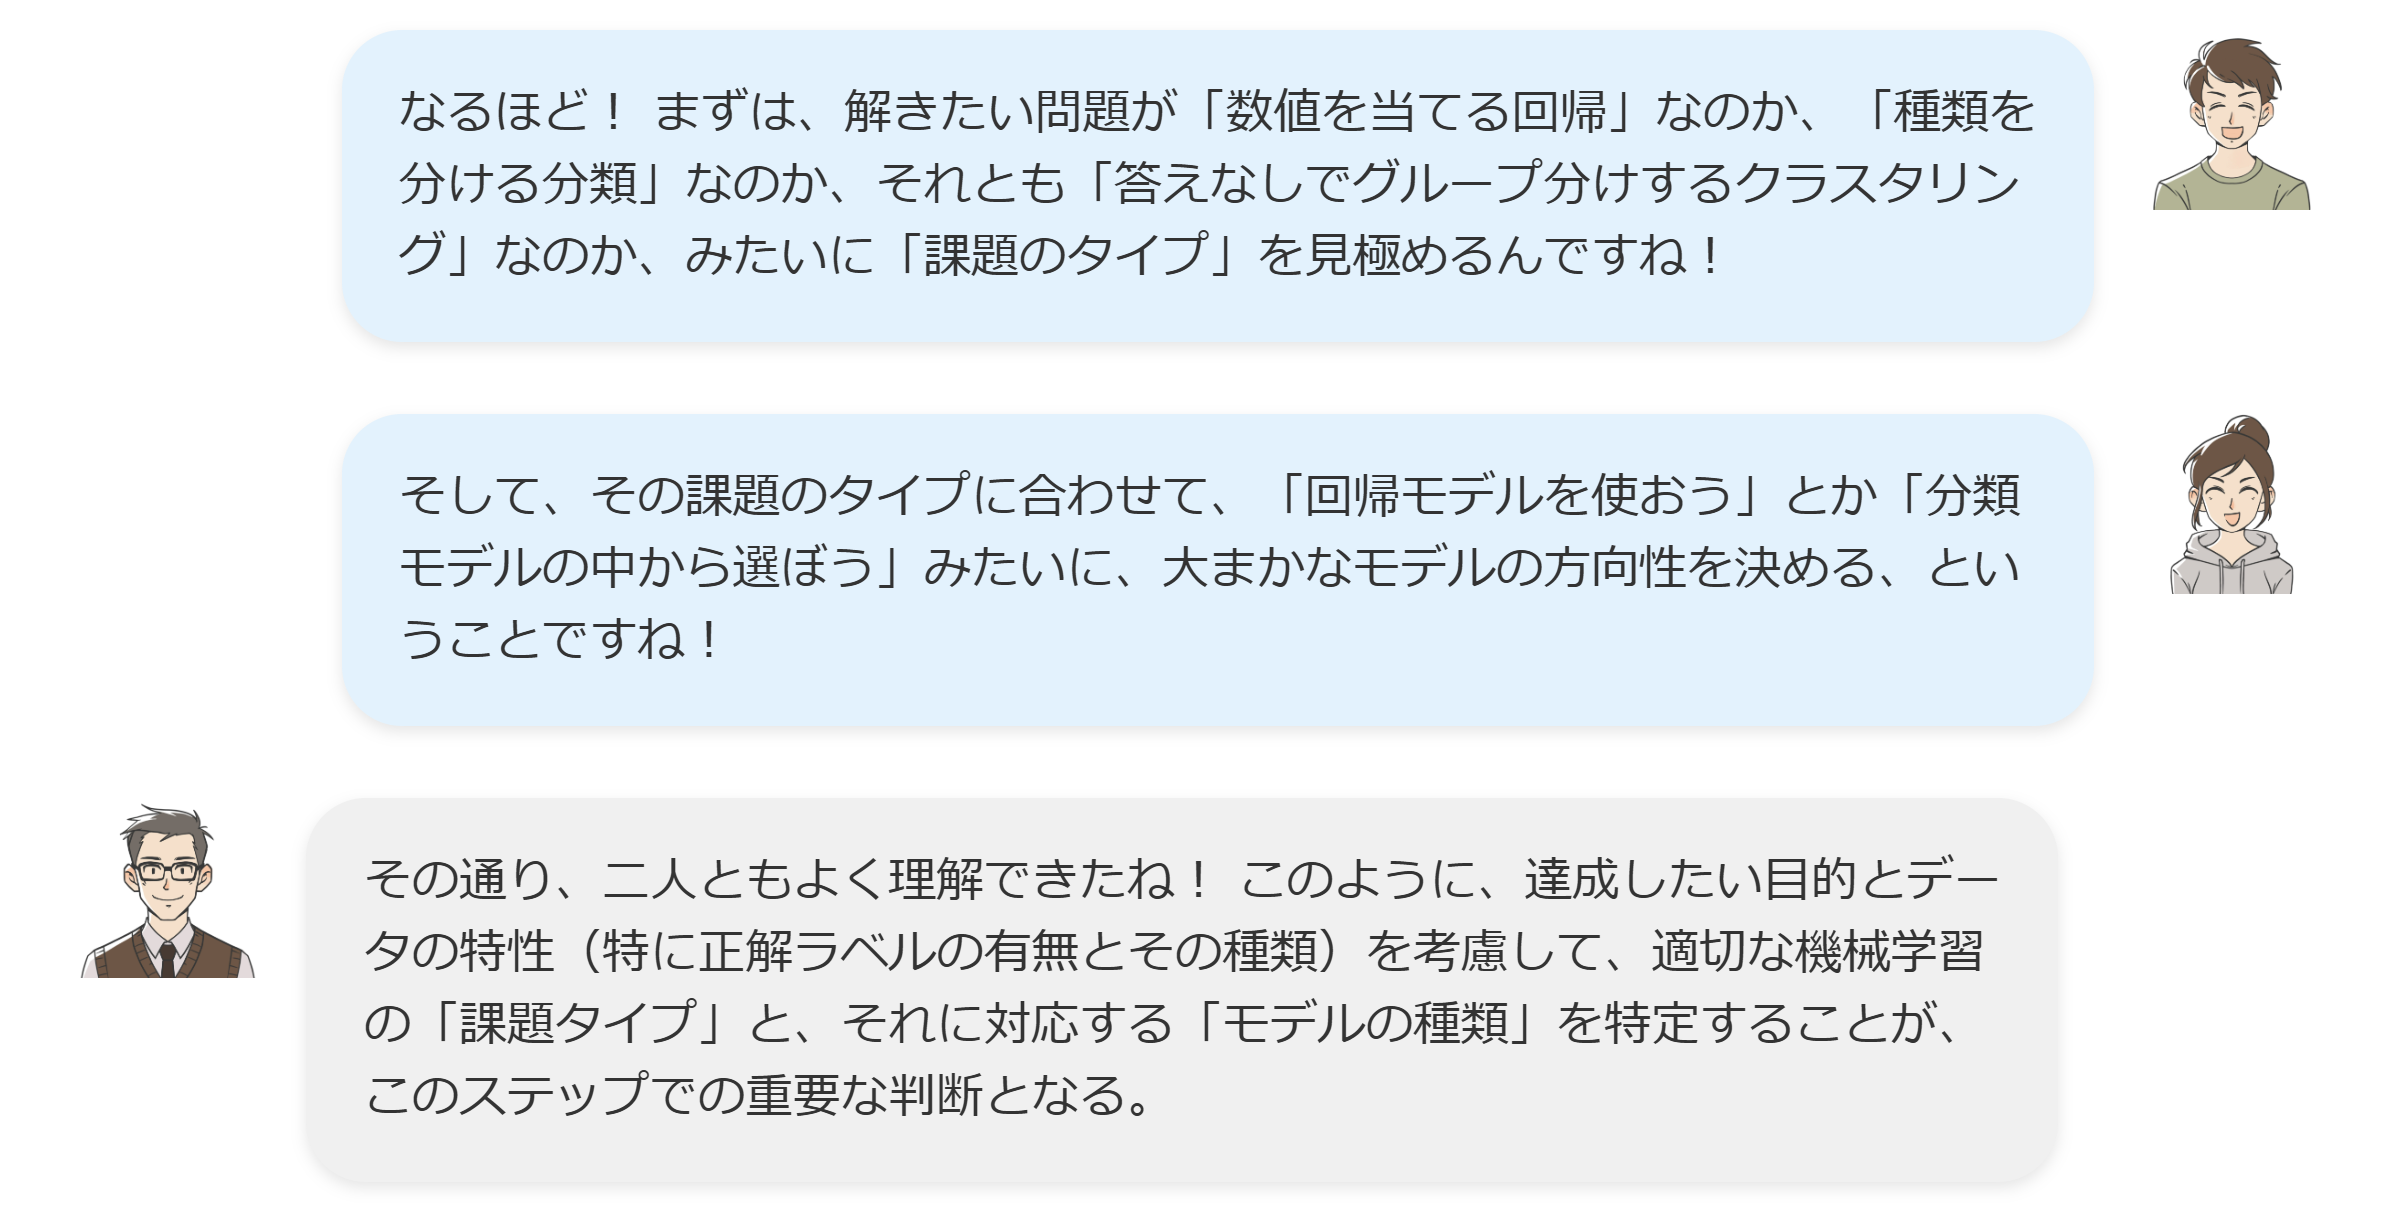 なるほど！ まずは、解きたい問題が「数値を当てる回帰」なのか、「種類を
分ける分類」なのか、それとも「答えなしでグループ分けするクラスタリン
グ」なのか、みたいに「課題のタイプ」を見極めるんですね！
そして、その課題のタイプに合わせて、「回帰モデルを使おう」とか「分類
モデルの中から選ぼう」みたいに、大まかなモデルの方向性を決める、とい
うことですね！
その通り、二人ともよく理解できたね！ このように、達成したい目的とデー
タの特性（特に正解ラベルの有無とその種類）を考慮して、適切な機械学習
の「課題タイプ」と、それに対応する「モデルの種類」を特定することが、
このステップでの重要な判断となる。